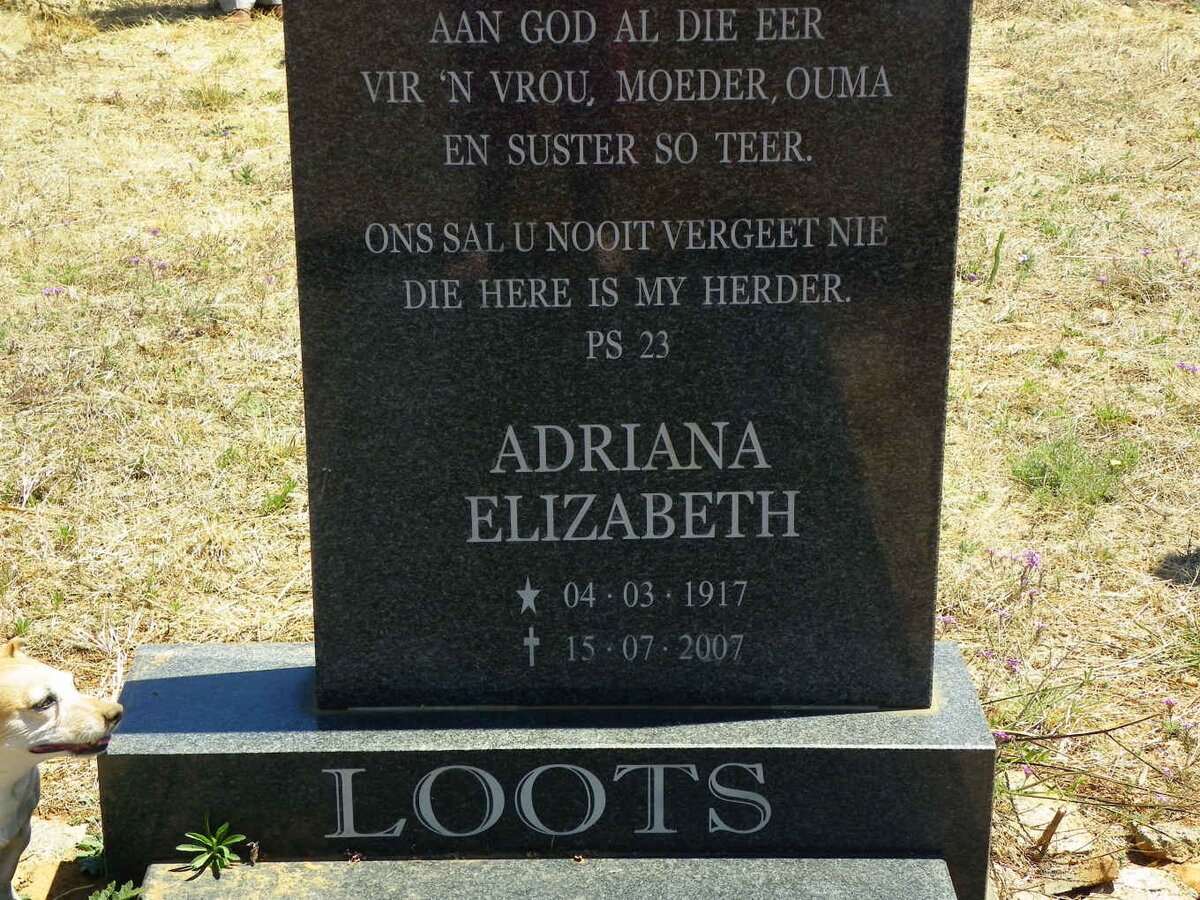 AAN GOD AL DIE EER
VIR 'N VROU, MOEDER, OUMA
EN SUSTER SO TEER.
ONS SAL U NOOIT VERGEET NIE
DIE HERE IS MY HERDER.
PS 23
ADRIANA
ELIZABETH
04 · 03 · 1917
15 · 07 · 2007
LOOTS